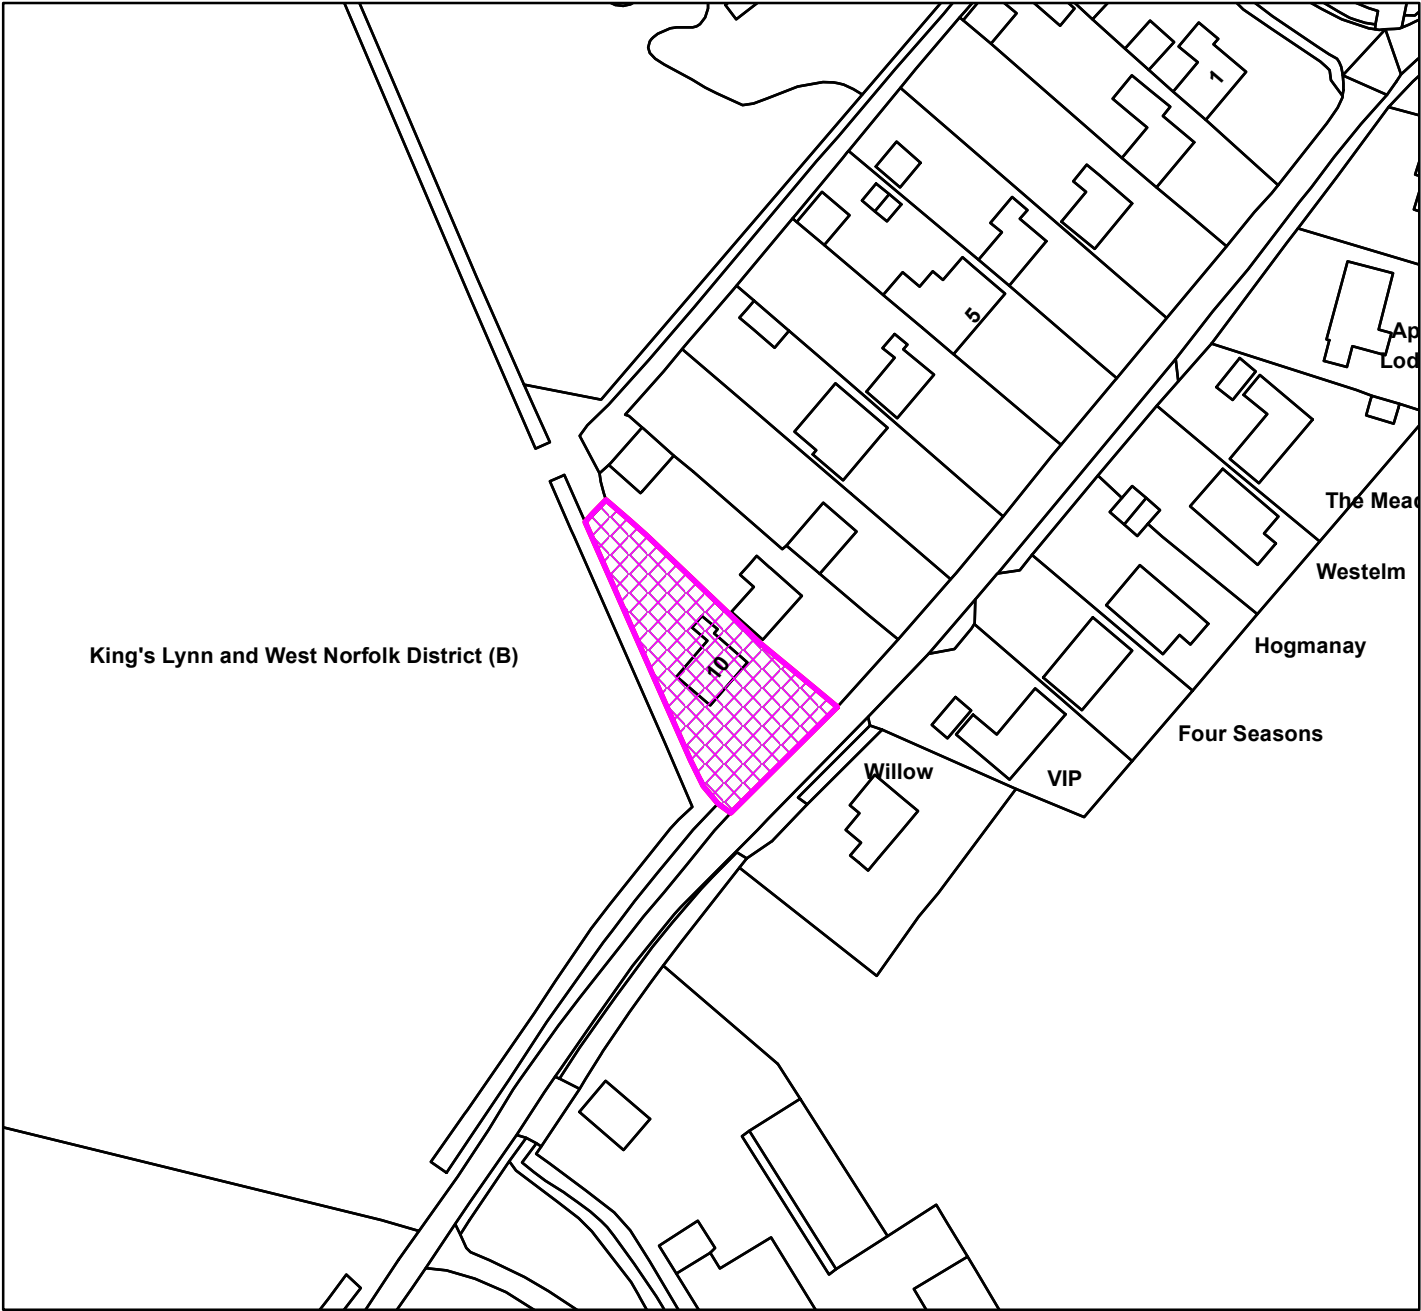 1
5
Ap
Lod
The Mead
Westelm
Hogmanay
King's Lynn and West Norfolk District (B)
10
Four Seasons
Willow
VIP